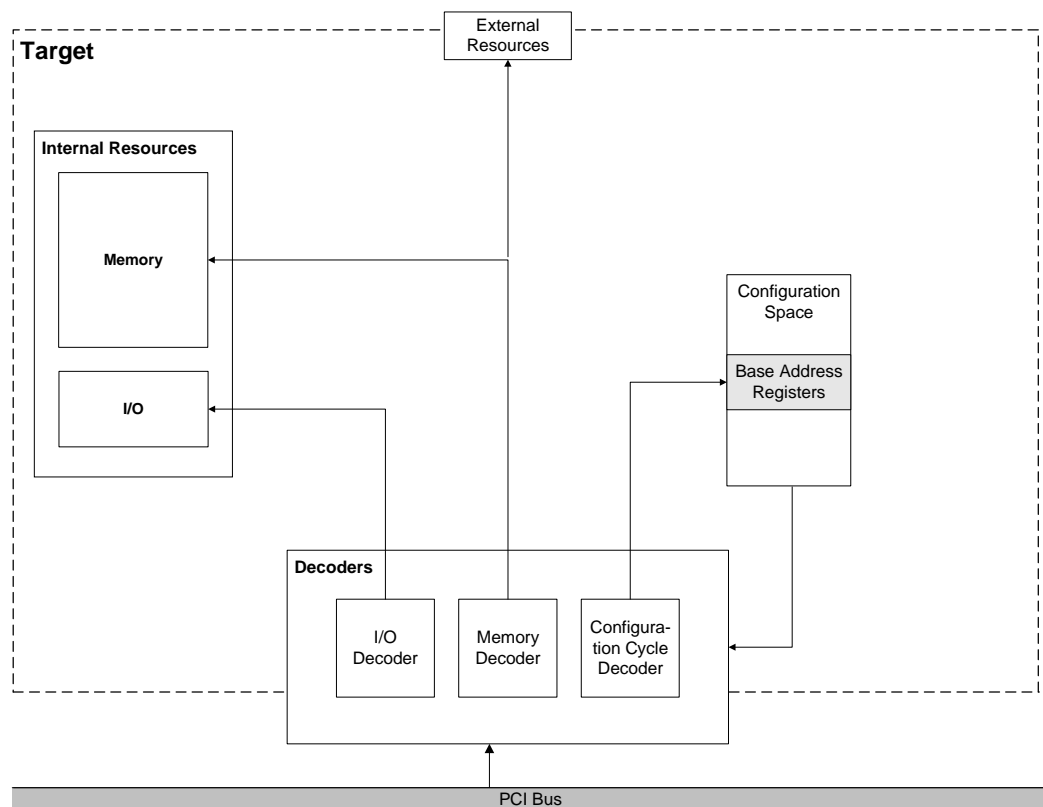 External
Resources
Target
Internal Resources
Memory
I/O
Configuration
Space
Base Address
Registers
Decoders
I/O
Decoder
Memory
Decoder
Configura-
tion Cycle
Decoder
PCI Bus